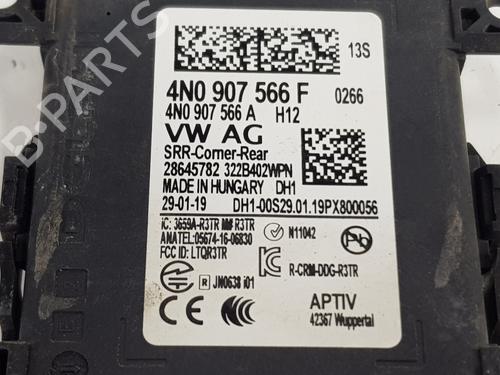 13S
4N0 907 566 F 0266
4N0 907 566 A H12
VW AG
SRR-Corner-Rear
28645782 322B402WPN
MADE IN HUNGARY DH1
29-01-19 DH1-00S29.01.19PX800056
IC: 3659A-R3TR R3TR
ANATEL: 05674-16-06830
FCC ID: LTQR3TR
N11042
Pb
R JN0638 i01
R-CRM-DDG-R3TR
APTIV
42367 Wuppertal
B-PARTS